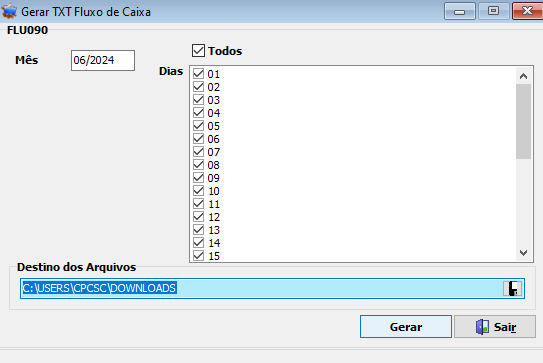 Gerar TXT Fluxo de Caixa
FLU090
Mês 06/2024
Todos
Dias
01
02
03
04
05
06
07
08
09
10
11
12
13
14
15
Destino dos Arquivos
C:\USERS\CPCSC\DOWNLOADS
Gerar Sair